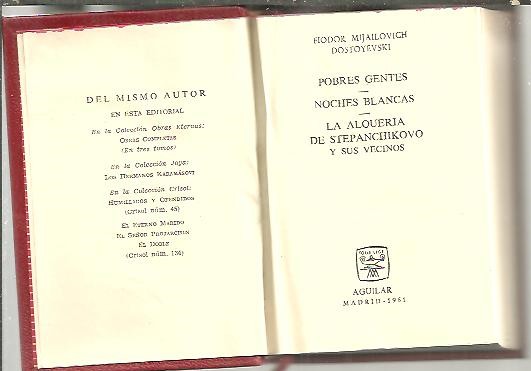 DEL MISMO AUTOR
EN ESTA EDITORIAL
En la Colección Obras Eternas:
OBRAS COMPLETAS
(En tres tomos)
En la Colección Joya:
LOS HERMANOS KARAMASOVI
En la Colección Crisol:
HUMILLADOS Y OFENDIDOS
(Crisol núm. 45)
EL ETERNO MARIDO
EL SEÑOR PROJARCHIN
EL DOBLE
(Crisol núm. 136)
FIODOR MIJAILOVICH
DOSTOYEVSKI
POBRES GENTES
NOCHES BLANCAS
LA ALQUERIA
DE STEPANCHIKOVO
Y SUS VECINOS
AGUILAR
MADRID-1961